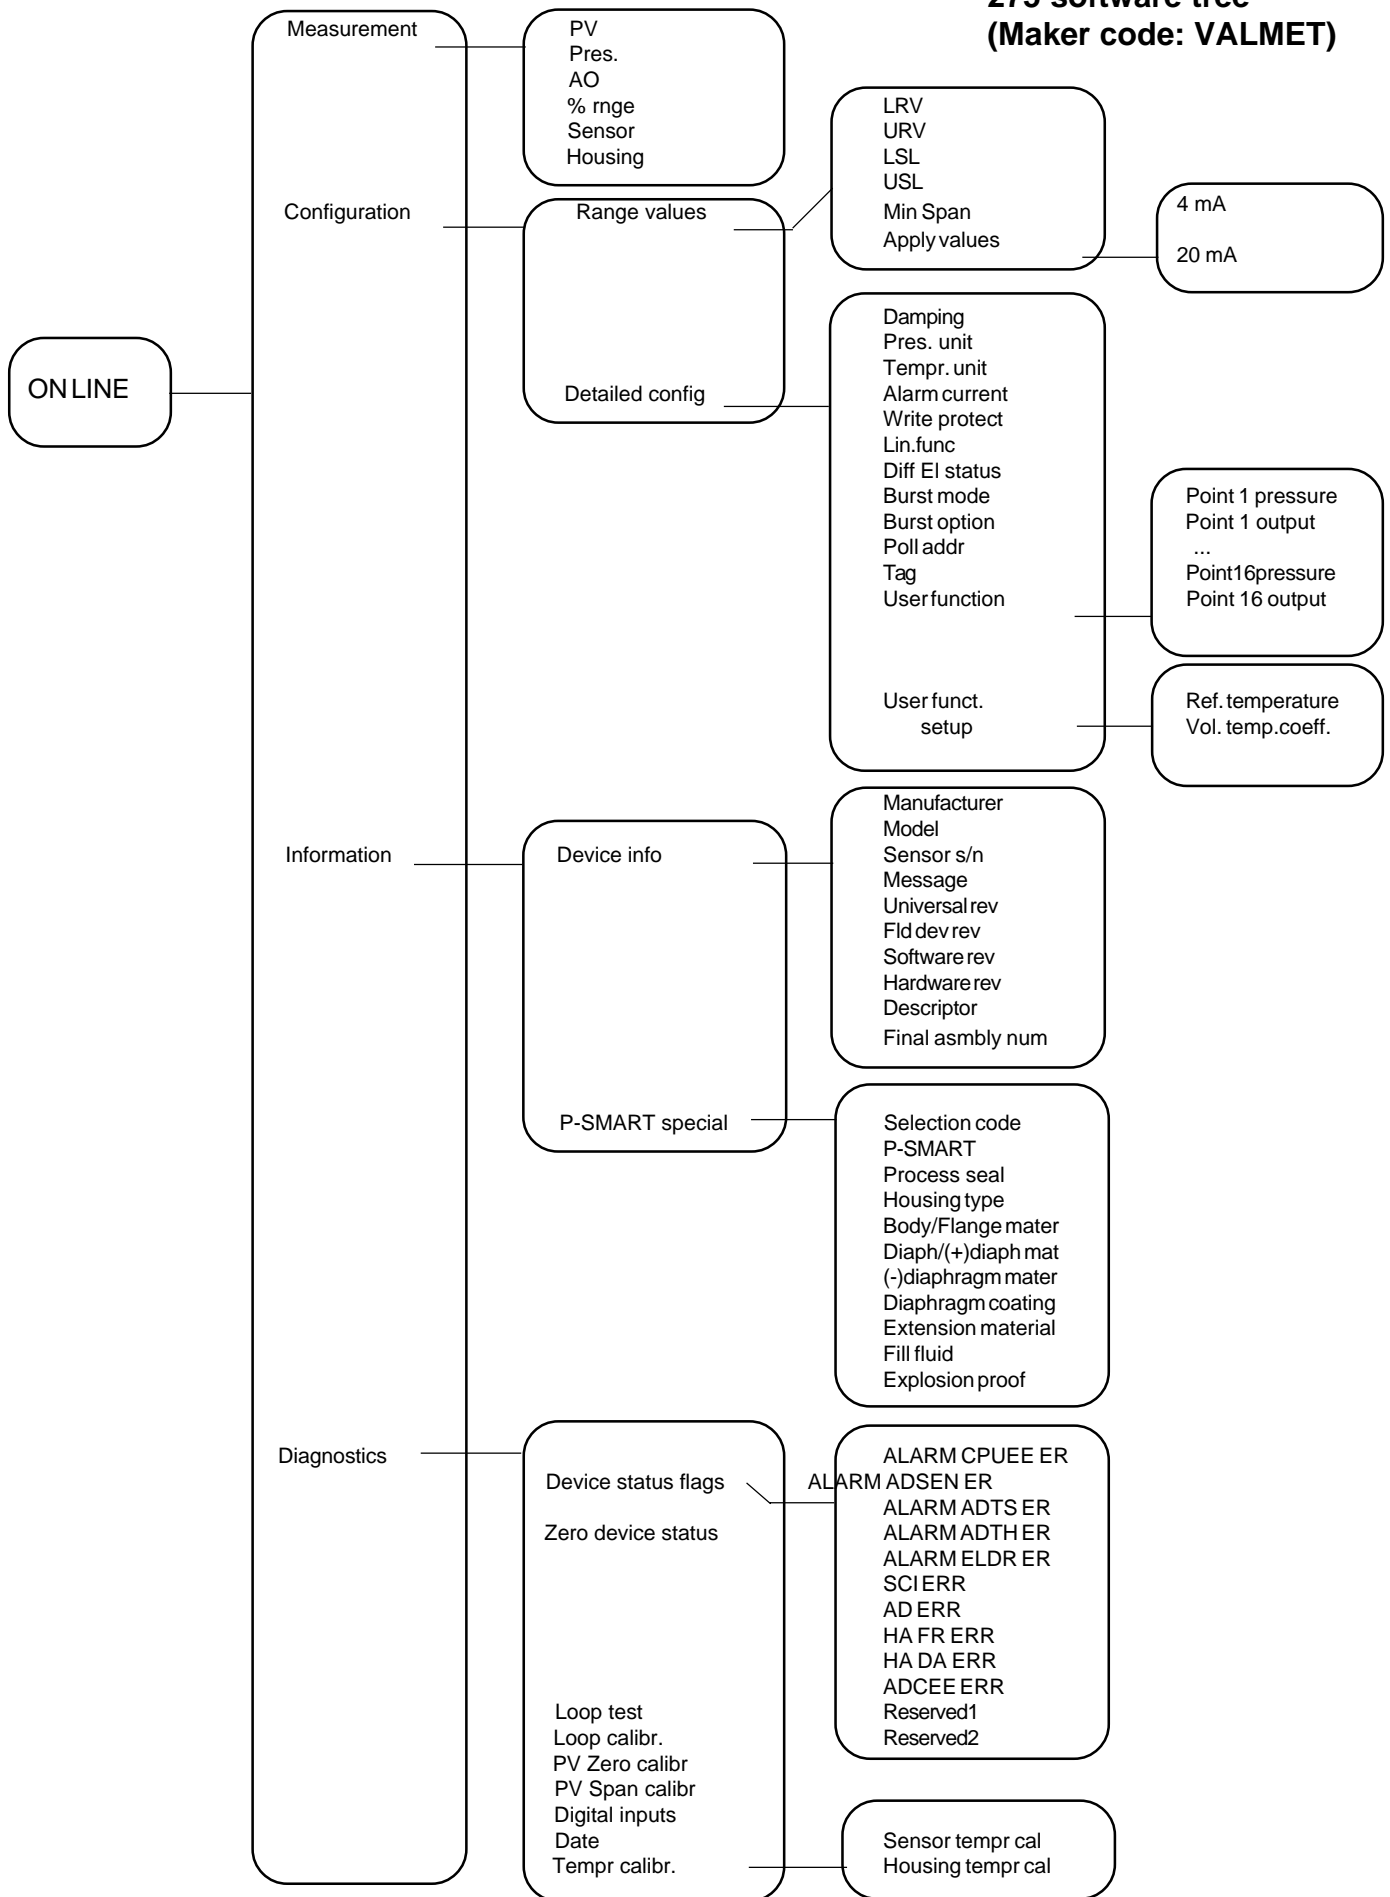 275 software tree
(Maker code: VALMET)
ON LINE
Measurement
PV
Pres.
AO
% rnge
Sensor
Housing
Configuration
Range values
LRV
URV
LSL
USL
Min Span
Apply values
4 mA
20 mA
Detailed config
Damping
Pres. unit
Tempr. unit
Alarm current
Write protect
Lin.func
Diff El status
Burst mode
Burst option
Poll addr
Tag
User function
Point 1 pressure
Point 1 output
...
Point16pressure
Point 16 output
User funct.
setup
Ref. temperature
Vol. temp.coeff.
Information
Device info
Manufacturer
Model
Sensor s/n
Message
Universal rev
Fld dev rev
Software rev
Hardware rev
Descriptor
Final asmbly num
P-SMART special
Selection code
P-SMART
Process seal
Housing type
Body/Flange mater
Diaph/(+)diaph mat
(-)diaphragm mater
Diaphragm coating
Extension material
Fill fluid
Explosion proof
Diagnostics
Device status flags
ALARM CPUEE ER
ALARM ADSEN ER
ALARM ADTS ER
ALARM ADTH ER
ALARM ELDR ER
SCI ERR
AD ERR
HA FR ERR
HA DA ERR
ADCEE ERR
Reserved1
Reserved2
Zero device status
Loop test
Loop calibr.
PV Zero calibr
PV Span calibr
Digital inputs
Date
Tempr calibr.
Sensor tempr cal
Housing tempr cal